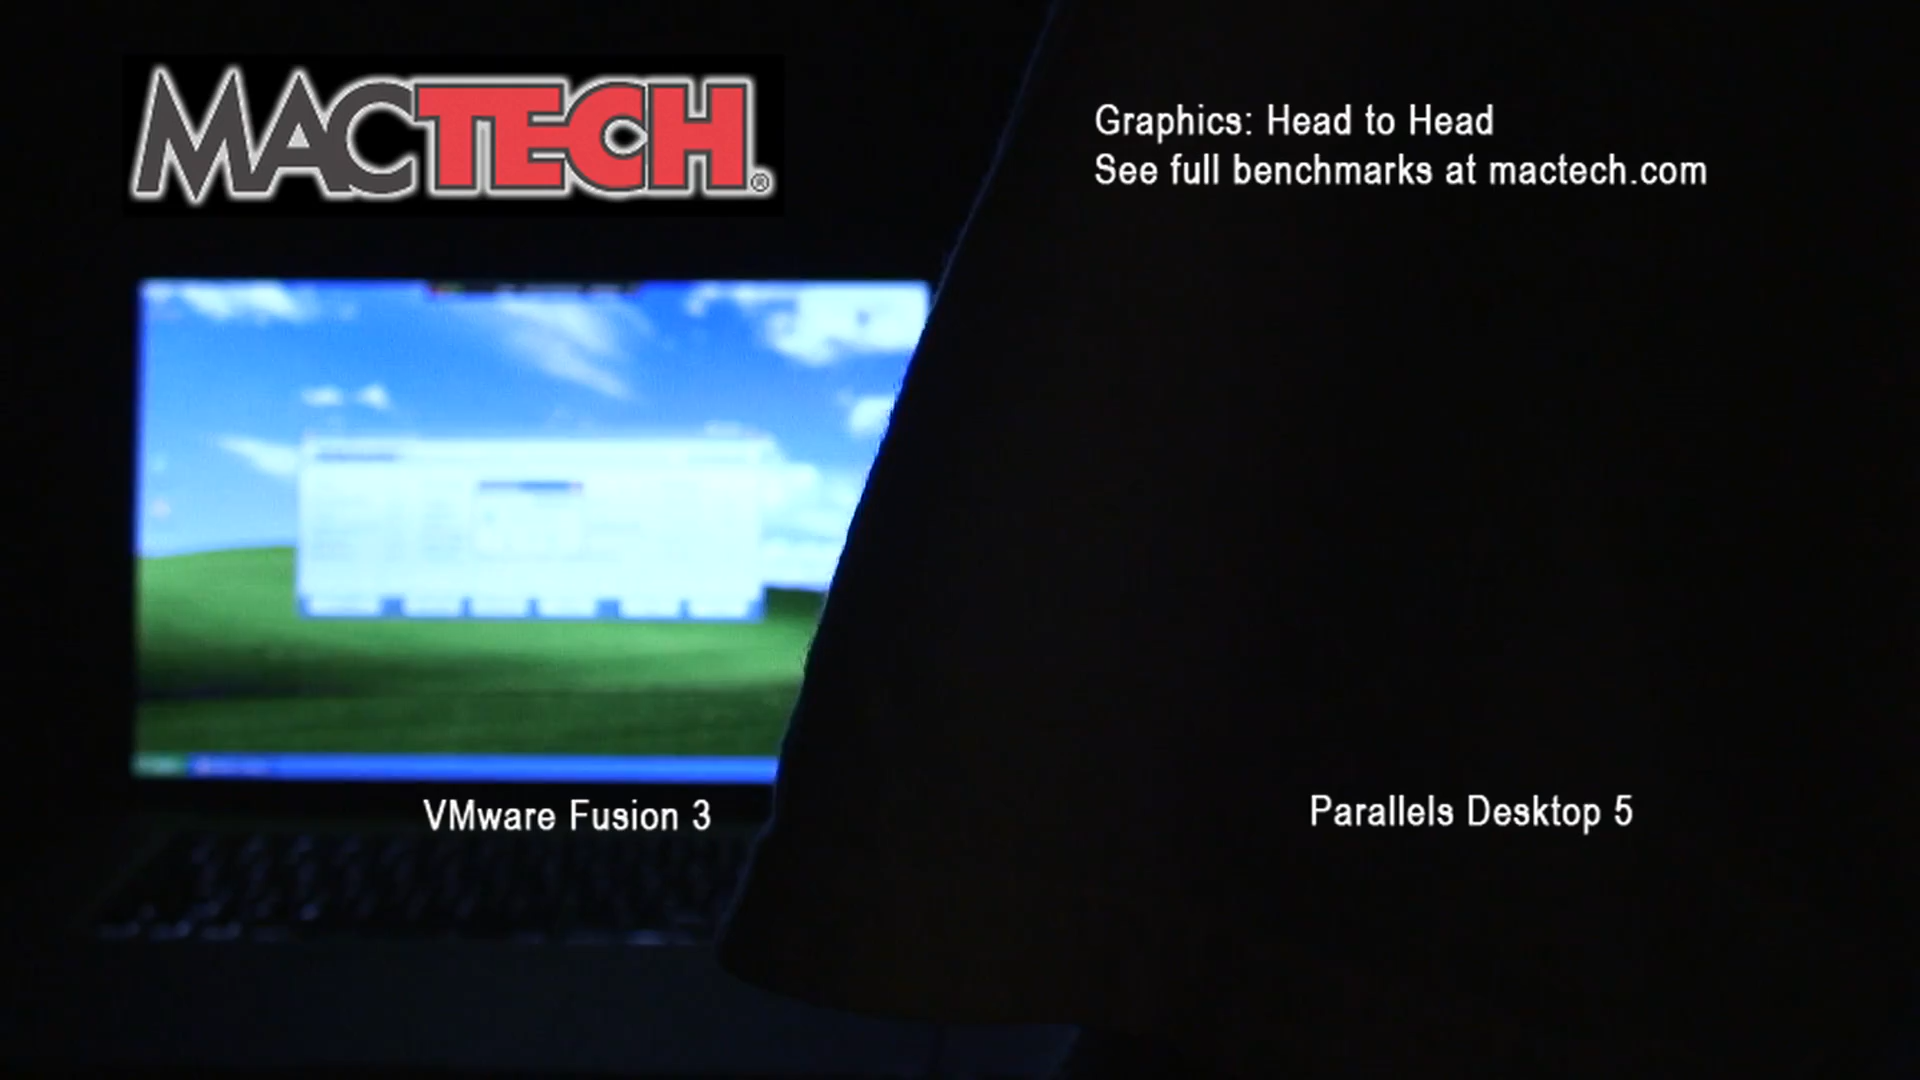 MACTECH®
Graphics: Head to Head
See full benchmarks at mactech.com
VMware Fusion 3
Parallels Desktop 5